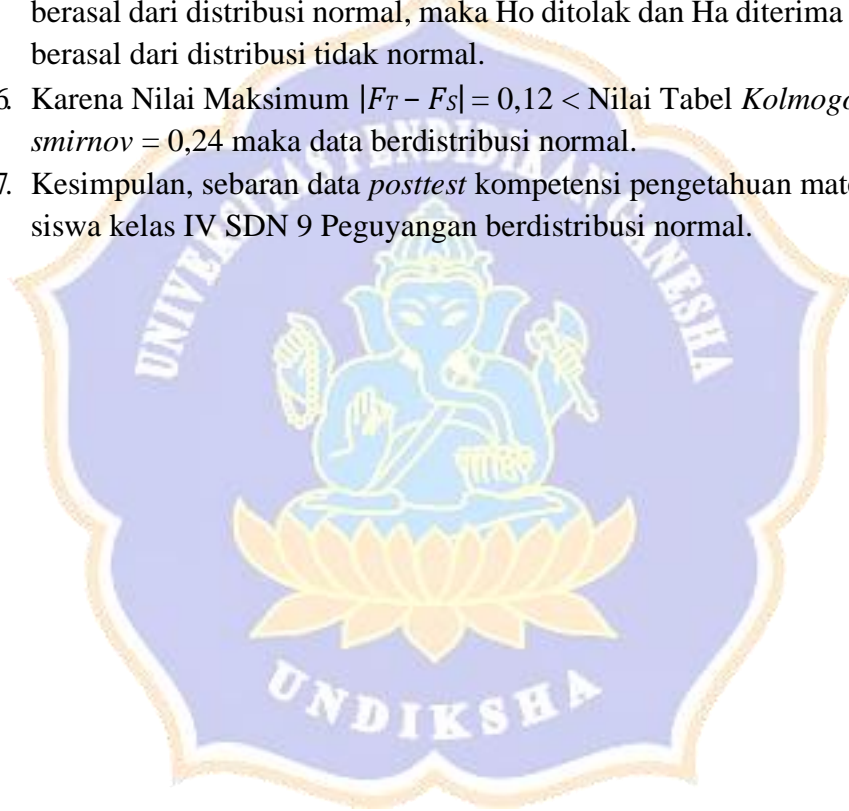 berasal dari distribusi normal, maka Ho ditolak dan Ha diterima
berasal dari distribusi tidak normal.
6. Karena Nilai Maksimum |FT − FS| = 0,12 < Nilai Tabel Kolmogo
smirnov = 0,24 maka data berdistribusi normal.
7. Kesimpulan, sebaran data posttest kompetensi pengetahuan mat
siswa kelas IV SDN 9 Peguyangan berdistribusi normal.
UNIVERSITAS PENDIDIKAN GANESHA
UNDIKSHA